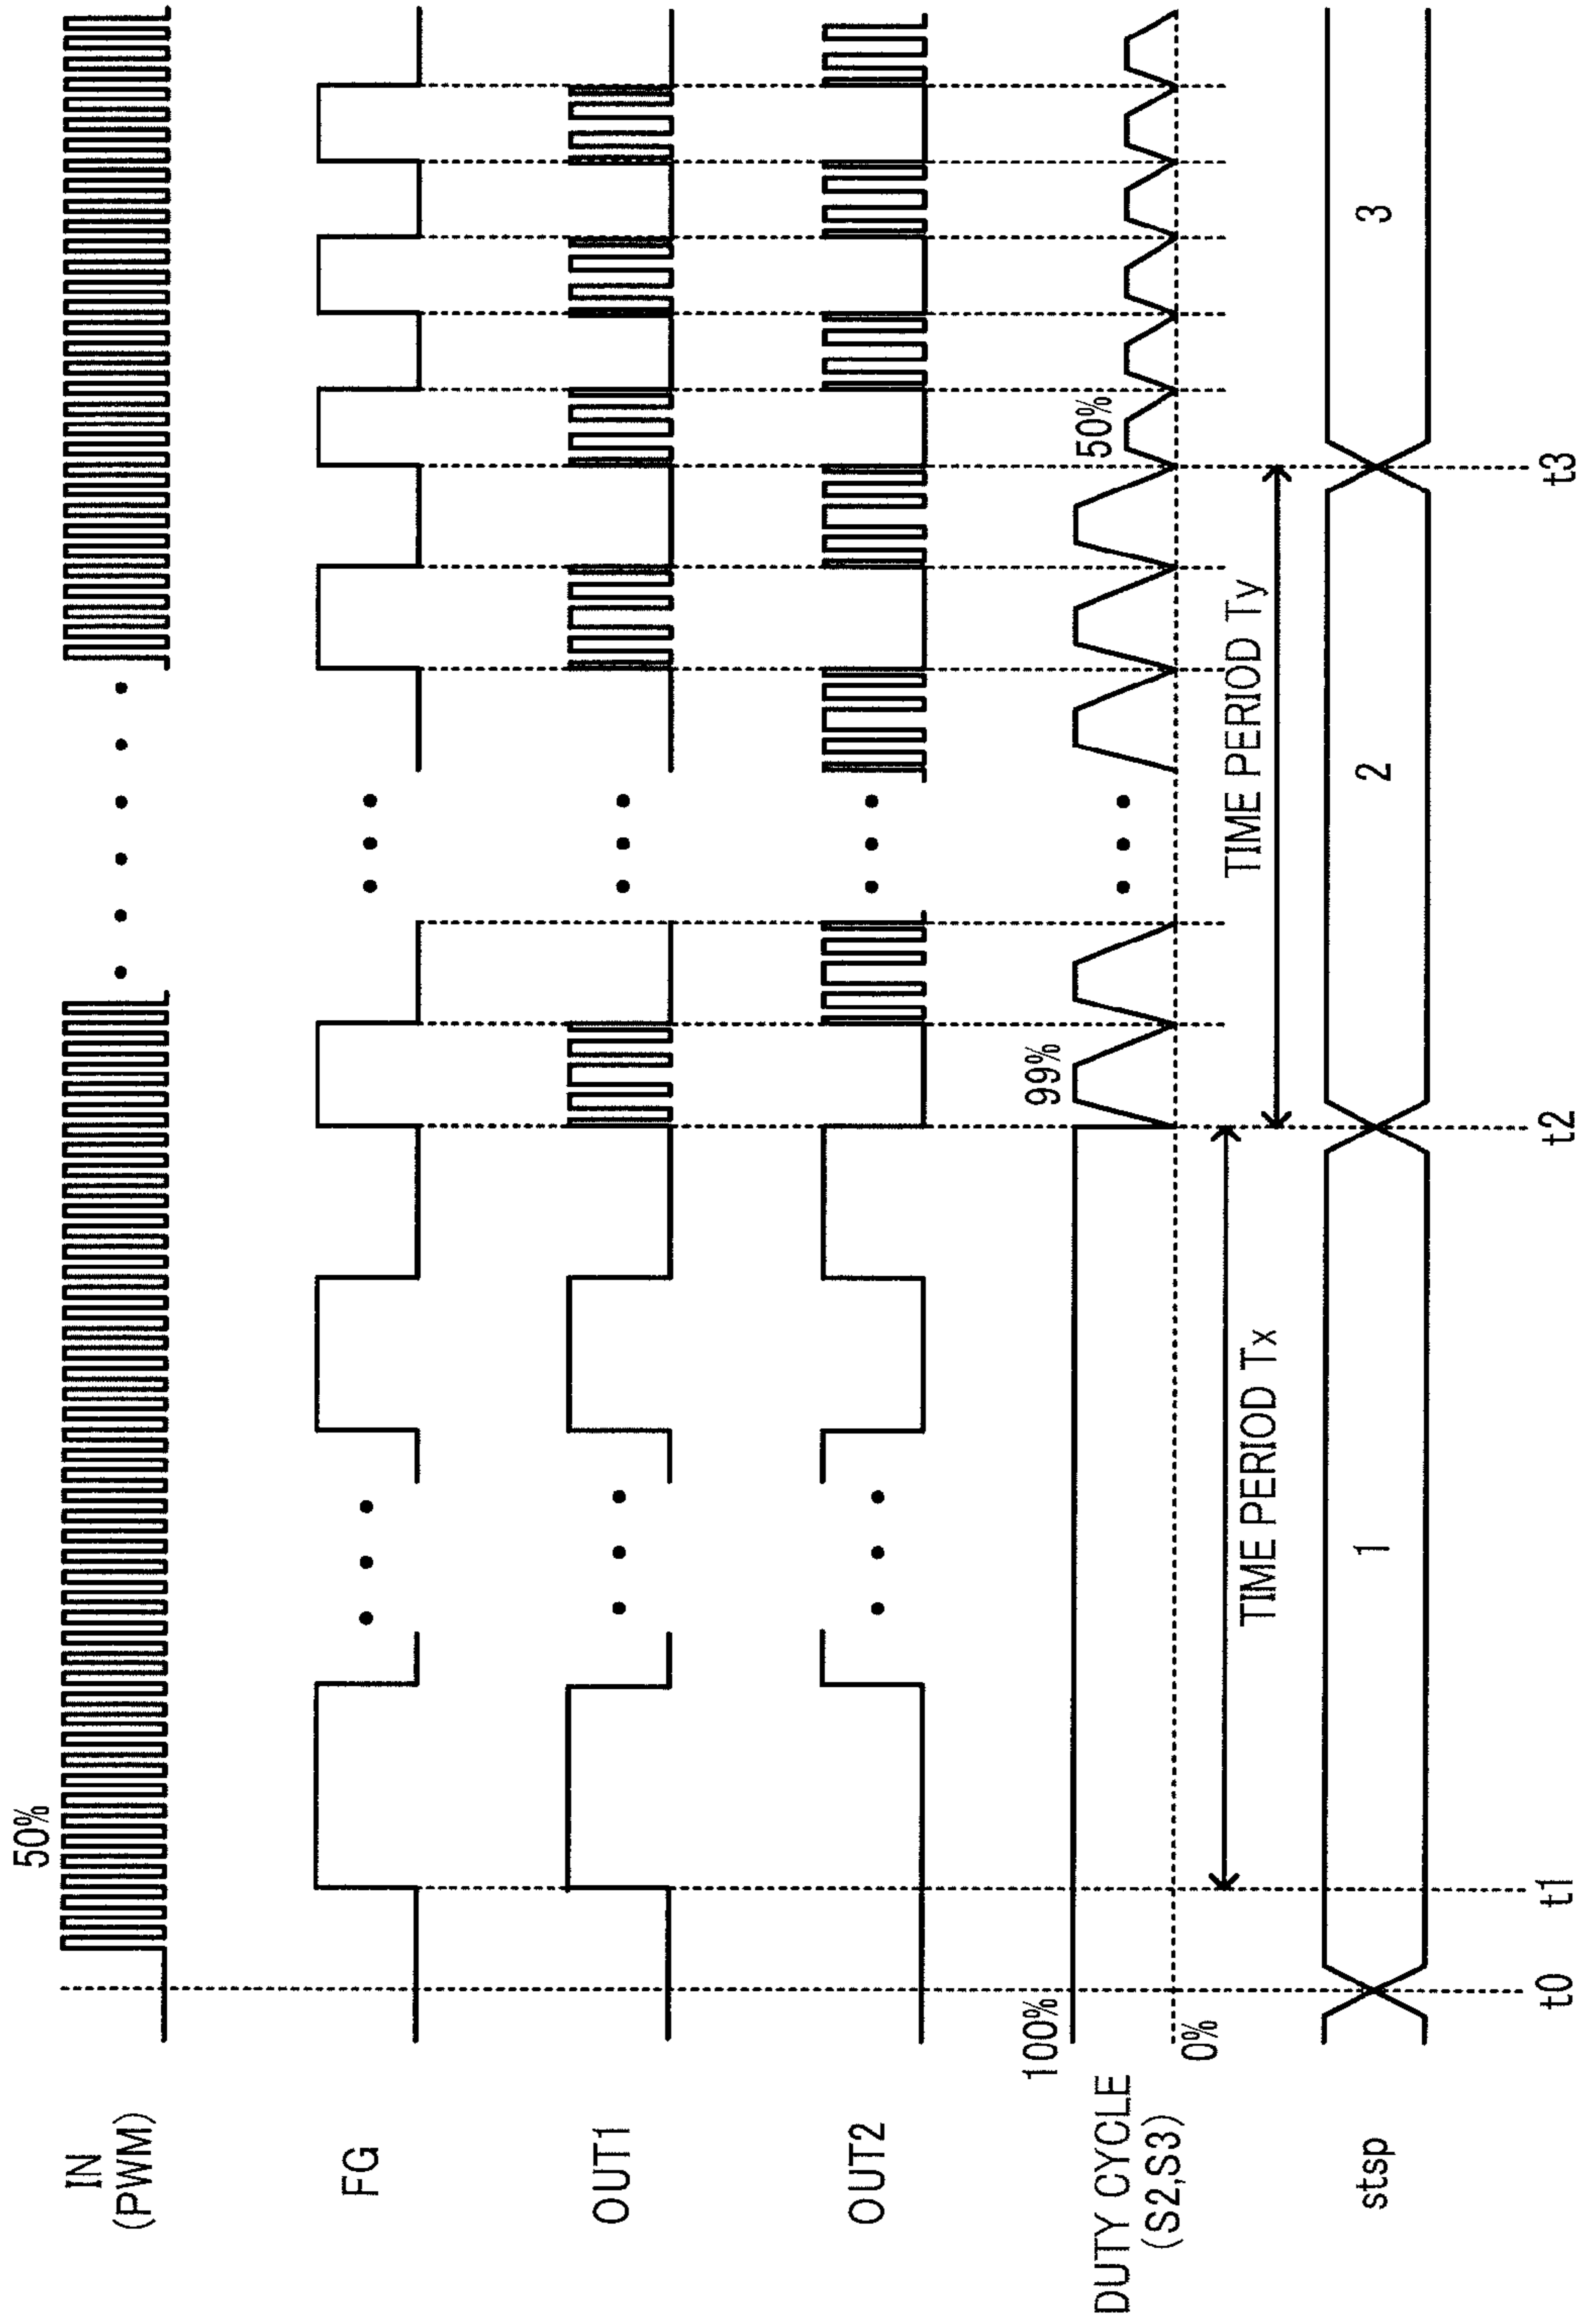 50%
IN
(PWM)
FG
OUT1
OUT2
100%
99%
50%
DUTY CYCLE
(S2,S3)
0%
TIME PERIOD Tx
TIME PERIOD Ty
stsp
1
2
3
t0
t1
t2
t3